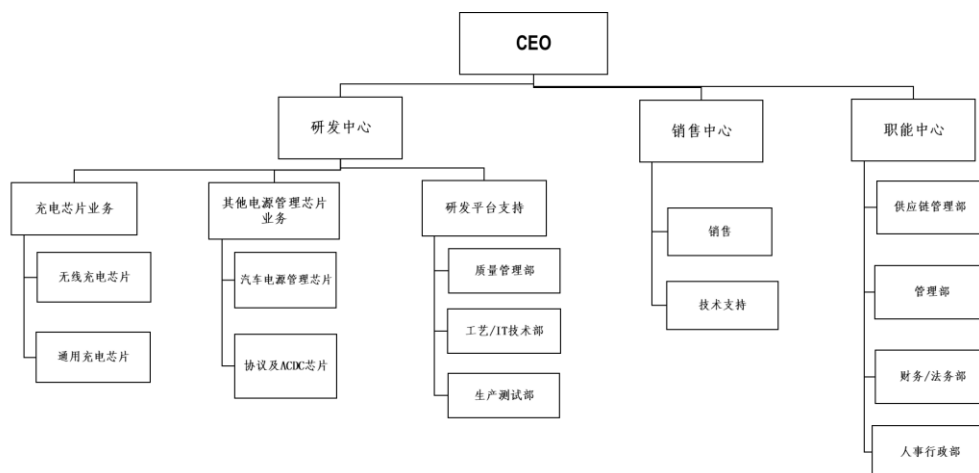 CEO
研发中心
销售中心
职能中心
充电芯片业务
其他电源管理芯片
业务
研发平台支持
供应链管理部
销售
无线充电芯片
汽车电源管理芯片
质量管理部
管理部
技术支持
工艺/IT技术部
通用充电芯片
协议及ACDC芯片
财务/法务部
生产测试部
人事行政部